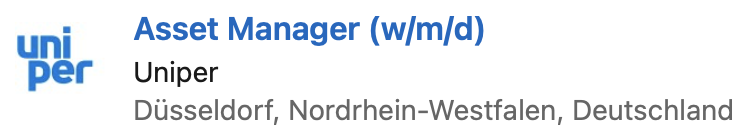 uni
per
Asset Manager (w/m/d)
Uniper
Düsseldorf, Nordrhein-Westfalen, Deutschland